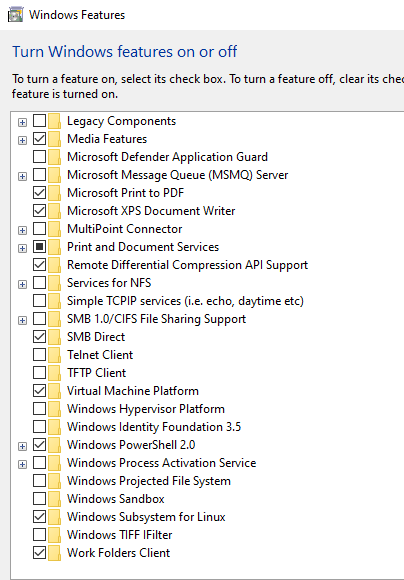 Windows Features
Turn Windows features on or off
To turn a feature on, select its check box. To turn a feature off, clear its chec
feature is turned on.
Legacy Components
Media Features
Microsoft Defender Application Guard
Microsoft Message Queue (MSMQ) Server
Microsoft Print to PDF
Microsoft XPS Document Writer
MultiPoint Connector
Print and Document Services
Remote Differential Compression API Support
Services for NFS
Simple TCPIP services (i.e. echo, daytime etc)
SMB 1.0/CIFS File Sharing Support
SMB Direct
Telnet Client
TFTP Client
Virtual Machine Platform
Windows Hypervisor Platform
Windows Identity Foundation 3.5
Windows PowerShell 2.0
Windows Process Activation Service
Windows Projected File System
Windows Sandbox
Windows Subsystem for Linux
Windows TIFF IFilter
Work Folders Client